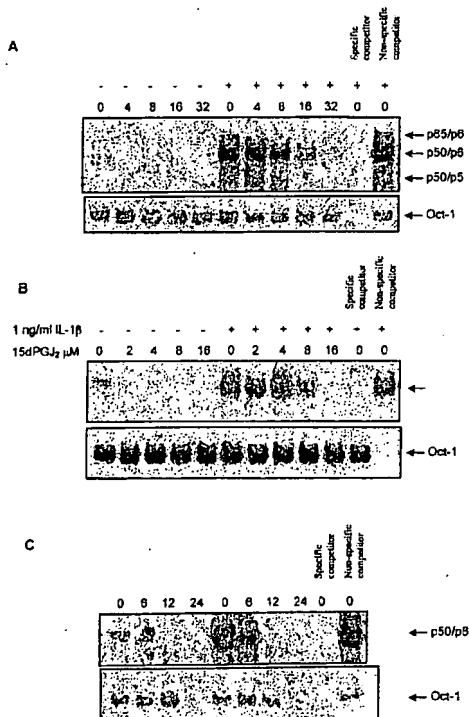 A
Specific competitor
Non-specific competitor
- - - - - + + + + + + +
0 4 8 16 32 0 4 8 16 32 0 0
p65/p6
p50/p6
p50/p5
Oct-1
B
Specific competitor
Non-specific competitor
1 ng/ml IL-1β - - - - - + + + + + + +
15dPGJ₂ μM 0 2 4 8 16 0 2 4 8 16 0 0
Oct-1
C
Specific competitor
Non-specific competitor
0 6 12 24 0 6 12 24 0 0
p50/p6
Oct-1